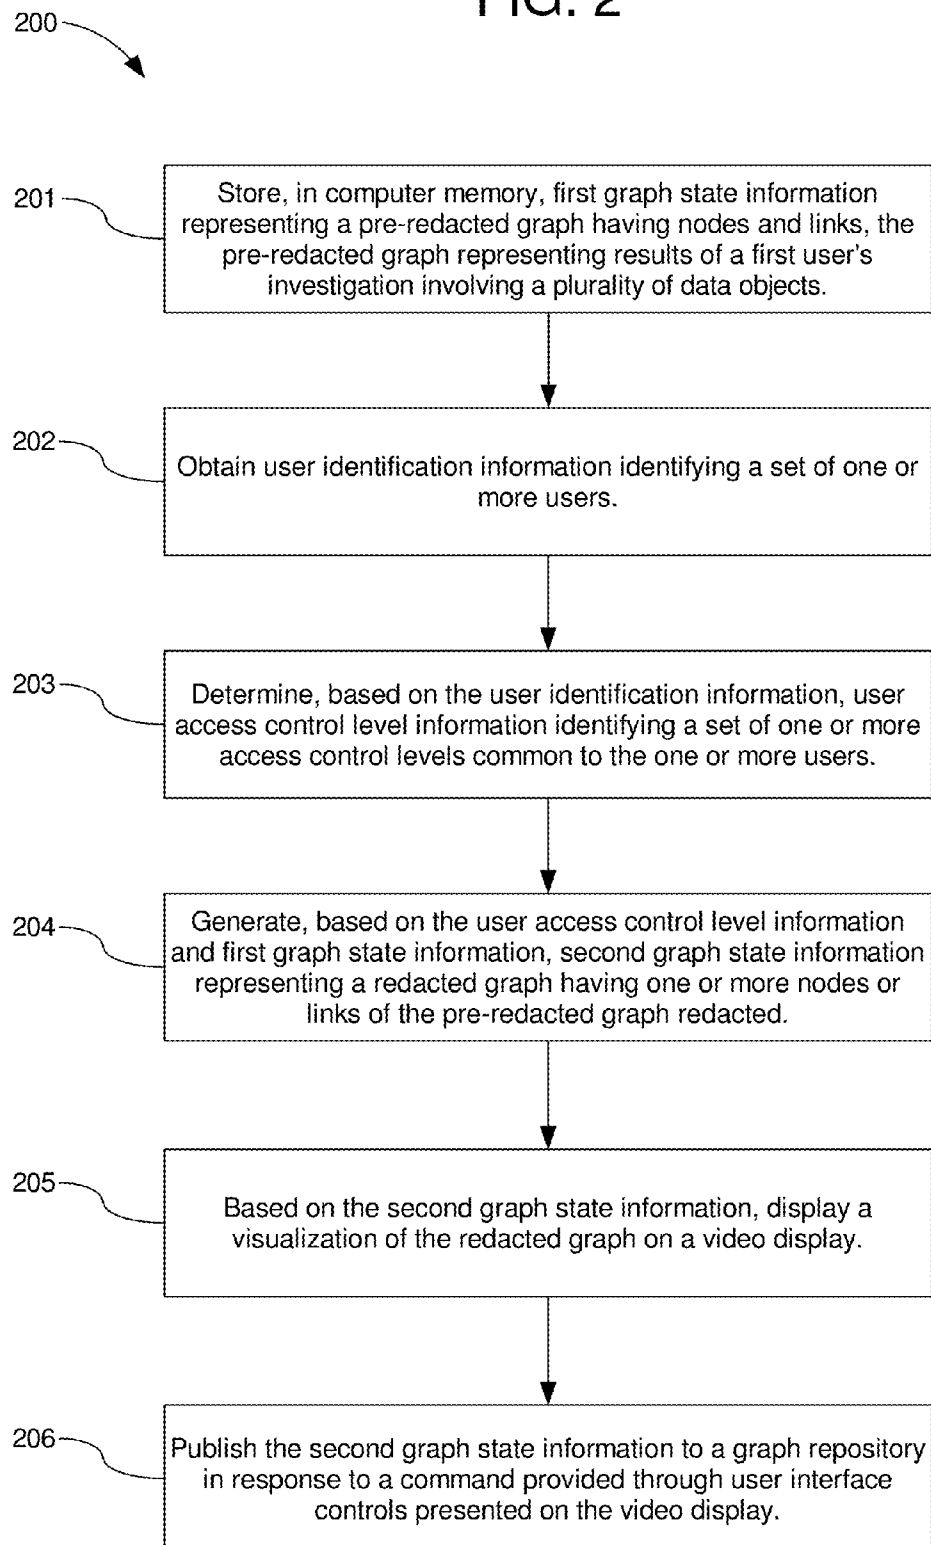 FIG. 2
200
201
Store, in computer memory, first graph state information
representing a pre-redacted graph having nodes and links, the
pre-redacted graph representing results of a first user's
investigation involving a plurality of data objects.
202
Obtain user identification information identifying a set of one or
more users.
203
Determine, based on the user identification information, user
access control level information identifying a set of one or more
access control levels common to the one or more users.
204
Generate, based on the user access control level information
and first graph state information, second graph state information
representing a redacted graph having one or more nodes or
links of the pre-redacted graph redacted.
205
Based on the second graph state information, display a
visualization of the redacted graph on a video display.
206
Publish the second graph state information to a graph repository
in response to a command provided through user interface
controls presented on the video display.